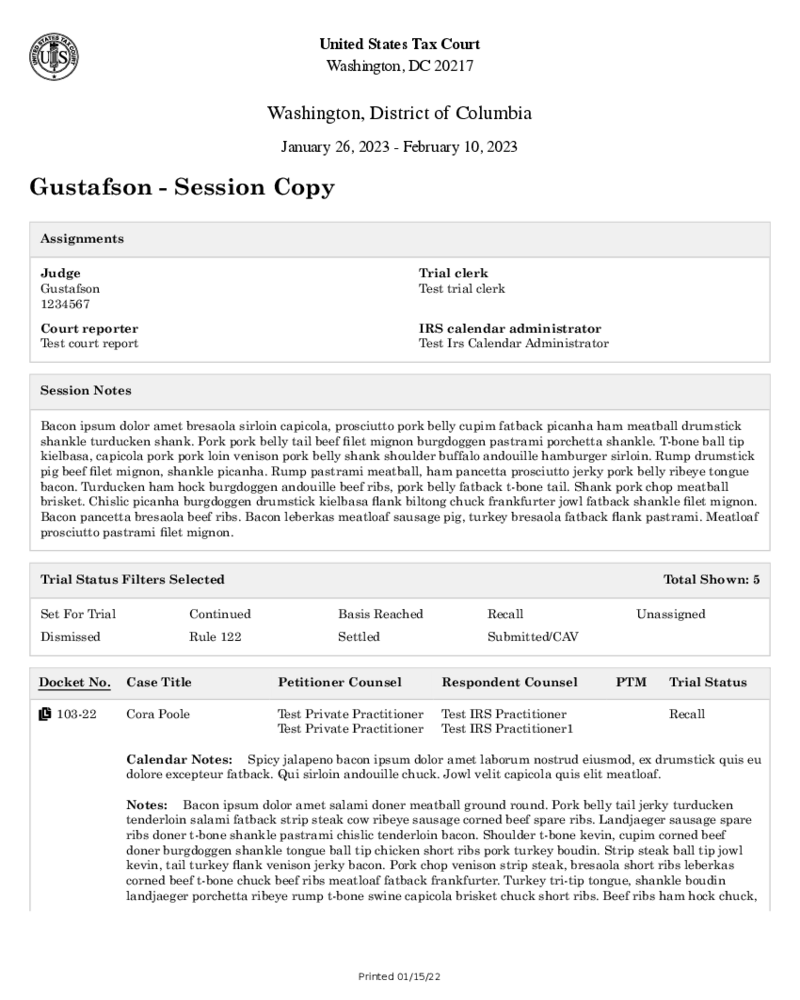 United States Tax Court
Washington, DC 20217
Washington, District of Columbia
January 26, 2023 - February 10, 2023
Gustafson - Session Copy
Assignments
Judge
Gustafson
1234567
Trial clerk
Test trial clerk
Court reporter
Test court report
IRS calendar administrator
Test Irs Calendar Administrator
Session Notes
Bacon ipsum dolor amet bresaola sirloin capicola, prosciutto pork belly cupim fatback picanha ham meatball drumstick
shankle turducken shank. Pork pork belly tail beef filet mignon burgdoggen pastrami porchetta shankle. T-bone ball tip
kielbasa, capicola pork pork loin venison pork belly shank shoulder buffalo andouille hamburger sirloin. Rump drumstick
pig beef filet mignon, shankle picanha. Rump pastrami meatball, ham pancetta prosciutto jerky pork belly ribeye tongue
bacon. Turducken ham hock burgdoggen andouille beef ribs, pork belly fatback t-bone tail. Shank pork chop meatball
brisket. Chislic picanha burgdoggen drumstick kielbasa flank biltong chuck frankfurter jowl fatback shankle filet mignon.
Bacon pancetta bresaola beef ribs. Bacon leberkas meatloaf sausage pig, turkey bresaola fatback flank pastrami. Meatloaf
prosciutto pastrami filet mignon.
Trial Status Filters Selected Total Shown: 5
Set For Trial Continued Basis Reached Recall Unassigned
Dismissed Rule 122 Settled Submitted/CAV
Docket No. Case Title Petitioner Counsel Respondent Counsel PTM Trial Status
103-22 Cora Poole Test Private Practitioner Test IRS Practitioner Recall
Test Private Practitioner Test IRS Practitioner1
Calendar Notes: Spicy jalapeno bacon ipsum dolor amet laborum nostrud eiusmod, ex drumstick quis eu
dolore excepteur fatback. Qui sirloin andouille chuck. Jowl velit capicola quis elit meatloaf.
Notes: Bacon ipsum dolor amet salami doner meatball ground round. Pork belly tail jerky turducken
tenderloin salami fatback strip steak cow ribeye sausage corned beef spare ribs. Landjaeger sausage spare
ribs doner t-bone shankle pastrami chislic tenderloin bacon. Shoulder t-bone kevin, cupim corned beef
doner burgdoggen shankle tongue ball tip chicken short ribs pork turkey boudin. Strip steak ball tip jowl
kevin, tail turkey flank venison jerky bacon. Pork chop venison strip steak, bresaola short ribs leberkas
corned beef t-bone chuck beef ribs meatloaf fatback frankfurter. Turkey tri-tip tongue, shankle boudin
landjaeger porchetta ribeye rump t-bone swine capicola brisket chuck short ribs. Beef ribs ham hock chuck,
Printed 01/15/22